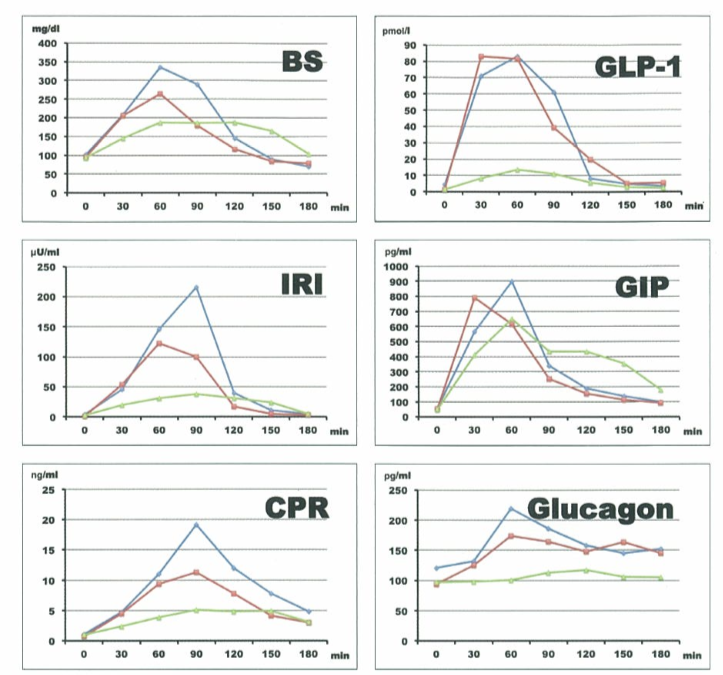 mg/dl
BS
400
350
300
250
200
150
100
50
0
0 30 60 90 120 150 180 min
pmol/l
GLP-1
90
80
70
60
50
40
30
20
10
0
0 30 60 90 120 150 180 min
µU/ml
IRI
250
200
150
100
50
0
0 30 60 90 120 150 180 min
pg/ml
GIP
1000
900
800
700
600
500
400
300
200
100
0
0 30 60 90 120 150 180 min
ng/ml
CPR
25
20
15
10
5
0
0 30 60 90 120 150 180 min
pg/ml
Glucagon
250
200
150
100
50
0
0 30 60 90 120 150 180 min